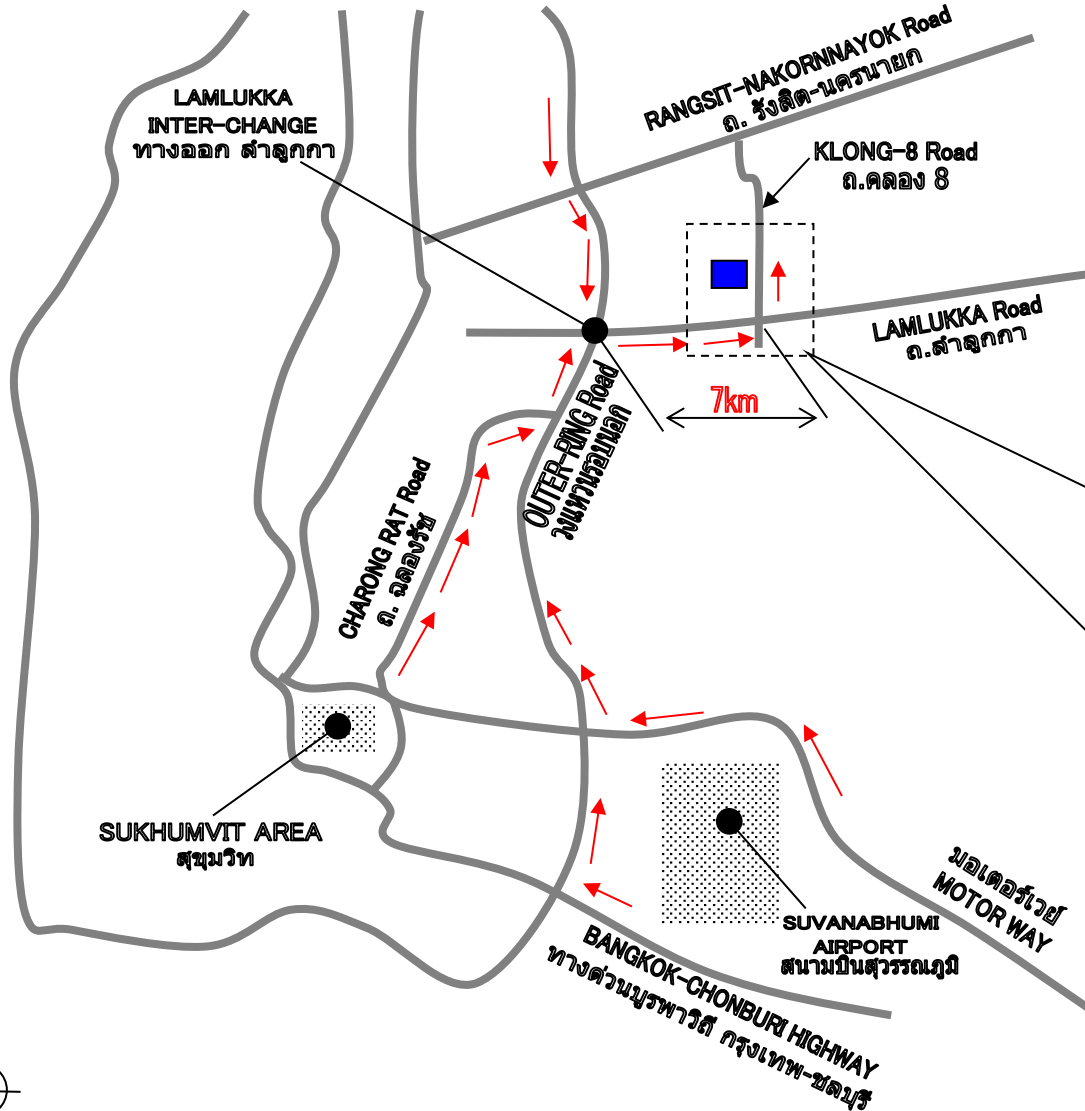 RANGSIT-NAKORNNAYOK Road
ถ. รังสิต-นครนายก
LAMLUKKA
INTER-CHANGE
ทางออก ลำลูกกา
KLONG-8 Road
ถ.คลอง 8
LAMLUKKA Road
ถ.ลำลูกกา
7km
OUTER-RING Road
วงแหวนรอบนอก
CHARONG RAT Road
ถ. ฉลองรัช
SUKHUMVIT AREA
สุขุมวิท
มอเตอร์เวย์
MOTOR WAY
SUVANABHUMI
AIRPORT
สนามบินสุวรรณภูมิ
BANGKOK-CHONBURI HIGHWAY
ทางด่วนบูรพาวิถี กรุงเทพ-ชลบุรี